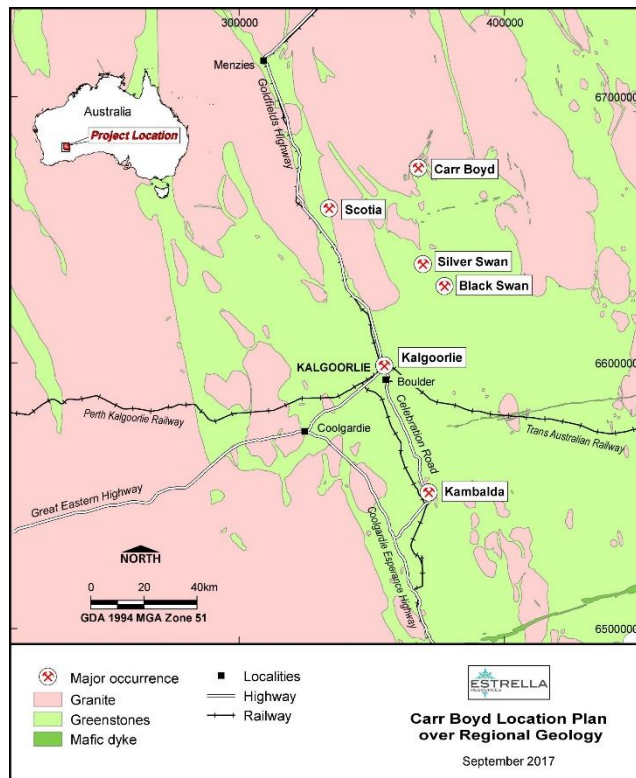 300000
400000
Menzies
Goldfields Highway
6700000
Australia
Project Location
Carr Boyd
Scotia
Silver Swan
Black Swan
KALGOORLIE
Kalgoorlie
6600000
Boulder
Perth Kalgoorlie Railway
Celebration Road
Coolgardie
Trans Australian Railway
Great Eastern Highway
Kambalda
Coolgardie Esperance Highway
NORTH
0 20 40km
GDA 1994 MGA Zone 51
6500000
Major occurrence
Granite
Greenstones
Mafic dyke
Localities
Highway
Railway
ESTRELLA
RESOURCES
Carr Boyd Location Plan
over Regional Geology
September 2017